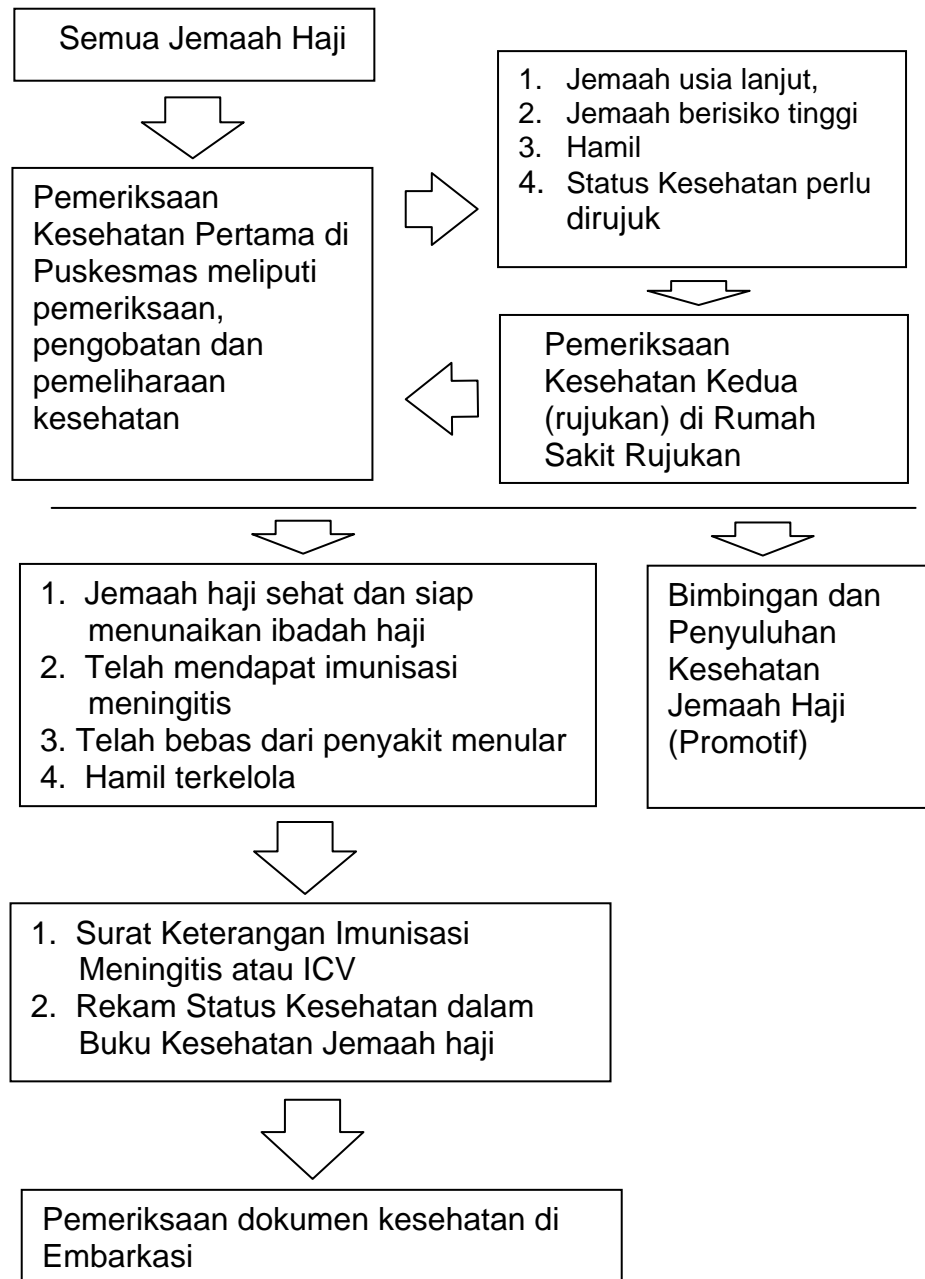 Semua Jemaah Haji
1. Jemaah usia lanjut,
2. Jemaah berisiko tinggi
3. Hamil
4. Status Kesehatan perlu
dirujuk
Pemeriksaan
Kesehatan Pertama di
Puskesmas meliputi
pemeriksaan,
pengobatan dan
pemeliharaan
kesehatan
Pemeriksaan
Kesehatan Kedua
(rujukan) di Rumah
Sakit Rujukan
1. Jemaah haji sehat dan siap
menunaikan ibadah haji
2. Telah mendapat imunisasi
meningitis
3. Telah bebas dari penyakit menular
4. Hamil terkelola
Bimbingan dan
Penyuluhan
Kesehatan
Jemaah Haji
(Promotif)
1. Surat Keterangan Imunisasi
Meningitis atau ICV
2. Rekam Status Kesehatan dalam
Buku Kesehatan Jemaah haji
Pemeriksaan dokumen kesehatan di
Embarkasi